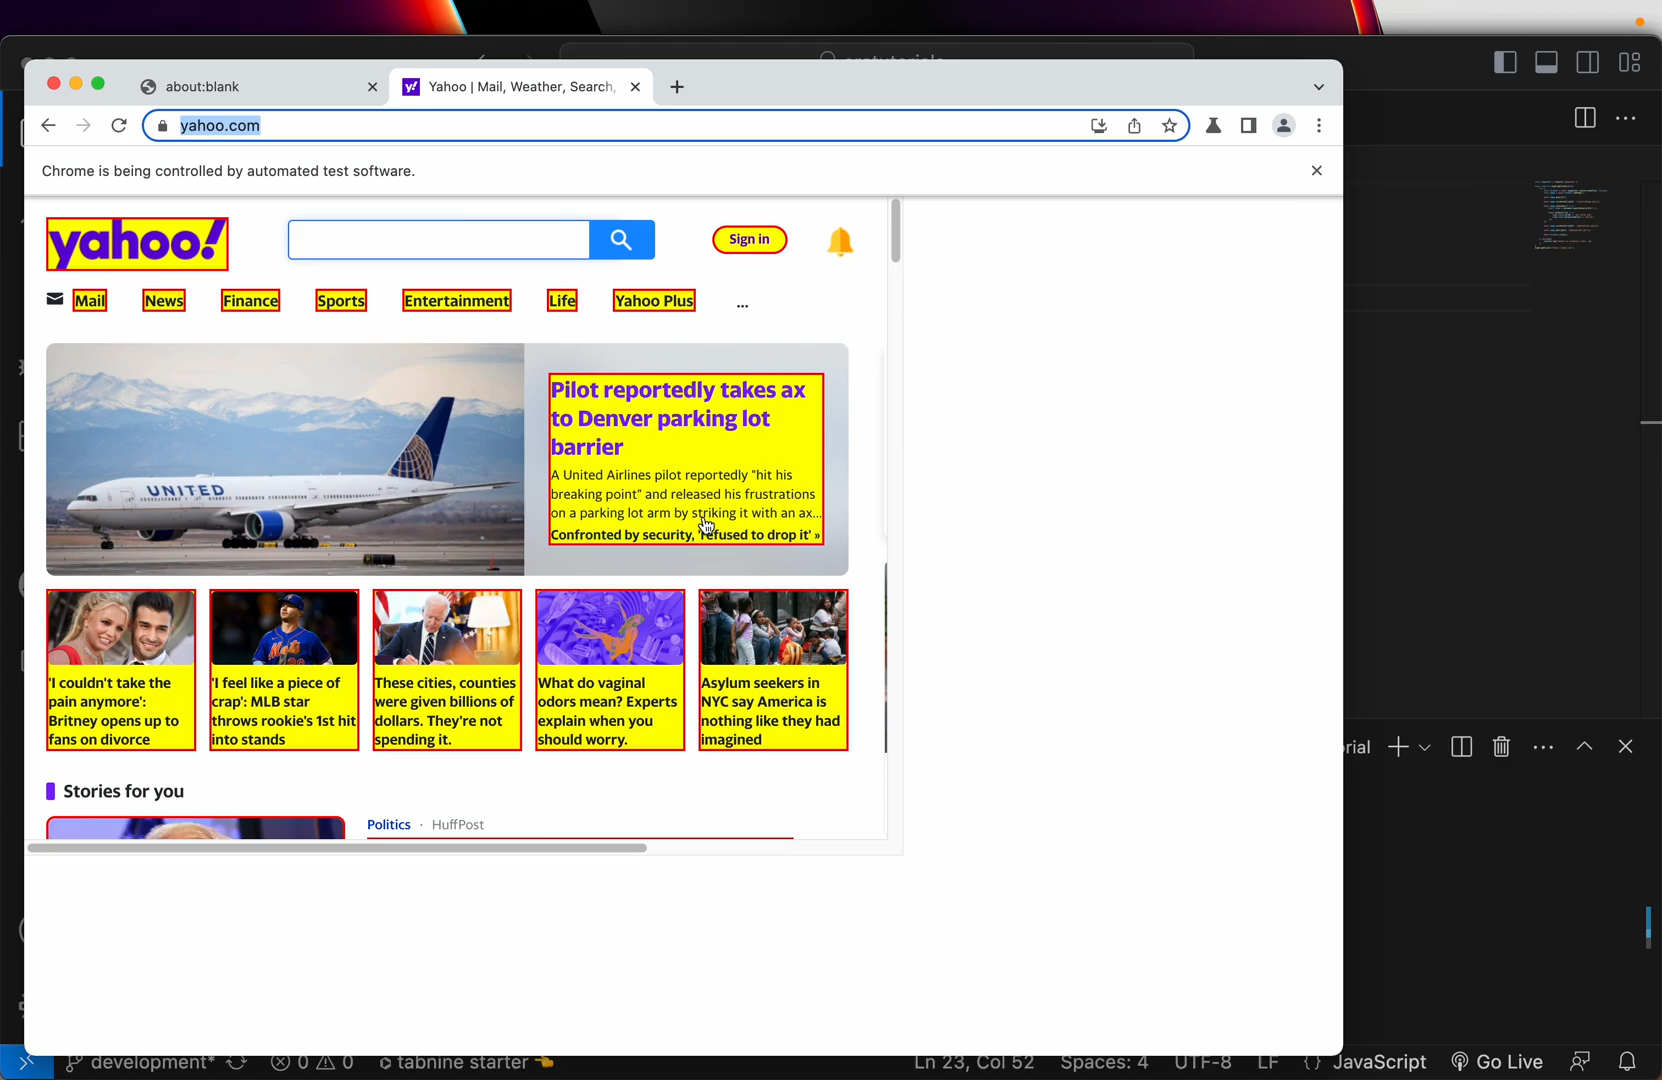 about:blank
Yahoo | Mail, Weather, Search,
yahoo.com
Chrome is being controlled by automated test software.
yahoo!
Sign in
Mail News Finance Sports Entertainment Life Yahoo Plus ...
UNITED
Pilot reportedly takes ax
to Denver parking lot
barrier
A United Airlines pilot reportedly "hit his
breaking point" and released his frustrations
on a parking lot arm by striking it with an ax...
Confronted by security, 'refused to drop it' »
Mets
'I couldn't take the
pain anymore':
Britney opens up to
fans on divorce
'I feel like a piece of
crap': MLB star
throws rookie's 1st hit
into stands
These cities, counties
were given billions of
dollars. They're not
spending it.
What do vaginal
odors mean? Experts
explain when you
should worry.
Asylum seekers in
NYC say America is
nothing like they had
imagined
Stories for you
Politics · HuffPost
development* 0 0 tabnine starter Ln 23, Col 52 Spaces: 4 UTF-8 LF {} JavaScript Go Live